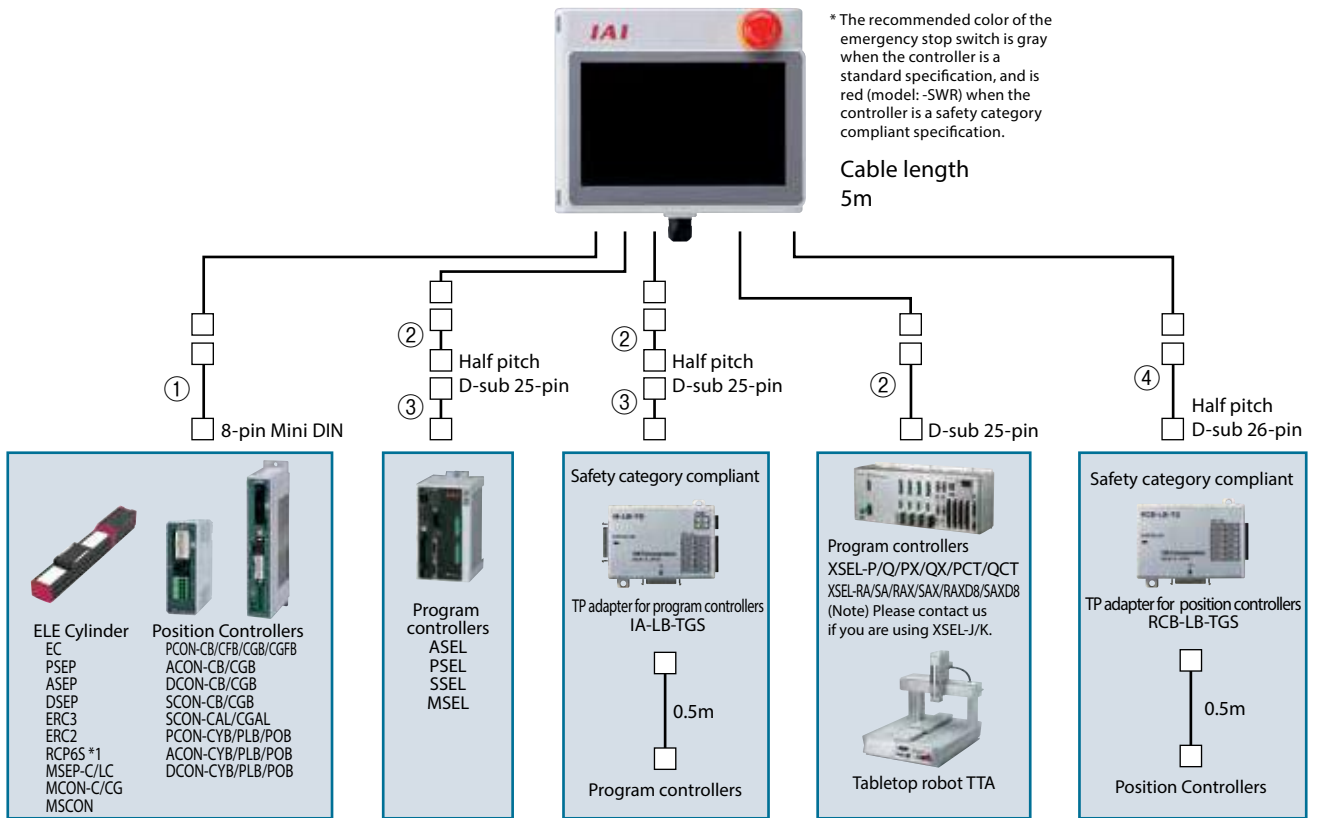 IAI
* The recommended color of the
emergency stop switch is gray
when the controller is a
standard specification, and is
red (model: -SWR) when the
controller is a safety category
compliant specification.
Cable length
5m
①
8-pin Mini DIN
②
Half pitch
D-sub 25-pin
③
②
Half pitch
D-sub 25-pin
③
②
D-sub 25-pin
④
Half pitch
D-sub 26-pin
ELE Cylinder
EC
PSEP
ASEP
DSEP
ERC3
ERC2
RCP6S *1
MSEP-C/LC
MCON-C/CG
MSCON
Position Controllers
PCON-CB/CFB/CGB/CGFB
ACON-CB/CGB
DCON-CB/CGB
SCON-CB/CGB
SCON-CAL/CGAL
PCON-CYB/PLB/POB
ACON-CYB/PLB/POB
DCON-CYB/PLB/POB
Program
controllers
ASEL
PSEL
SSEL
MSEL
Safety category compliant
IA-LB-TG
TP adapter for program controllers
IA-LB-TGS
0.5m
Program controllers
Program controllers
XSEL-P/Q/PX/QX/PCT/QCT
XSEL-RA/SA/RAX/SAX/RAXD8/SAXD8
(Note) Please contact us
if you are using XSEL-J/K.
Tabletop robot TTA
Safety category compliant
RCB-LB-TG
TP adapter for position controllers
RCB-LB-TGS
0.5m
Position Controllers